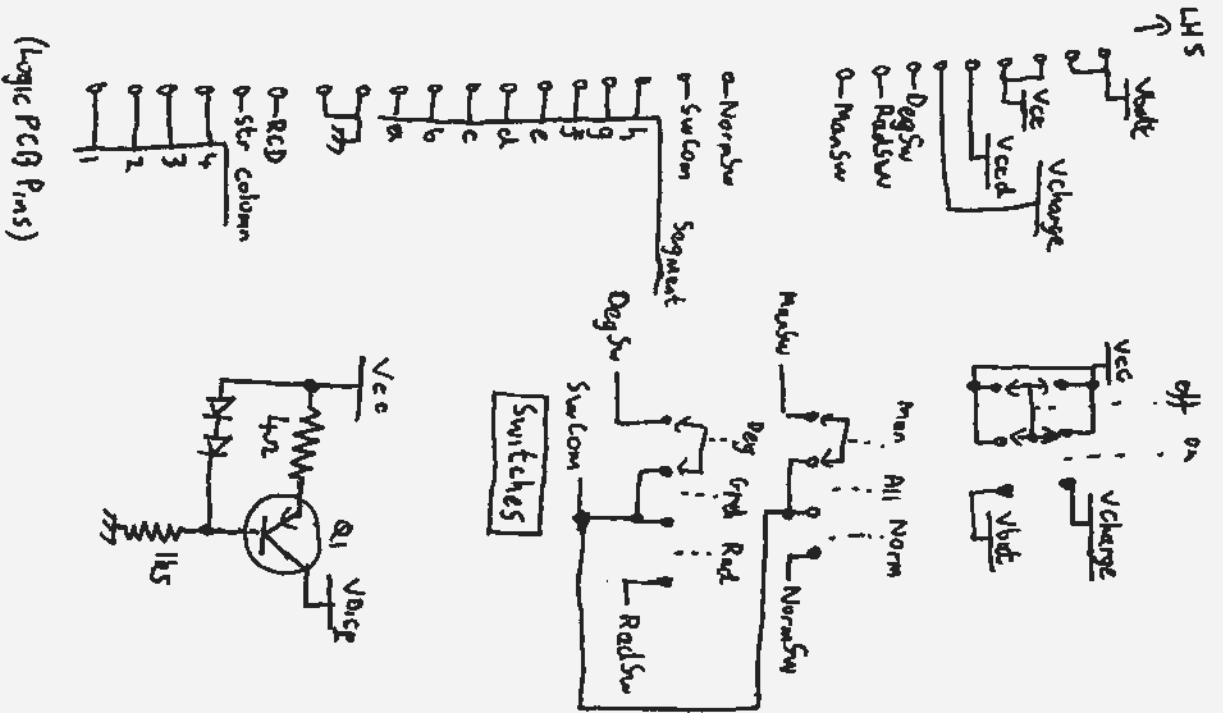 LHS
Vbatt
Vcc
Vccd
Vcharge
DegSw
RadSw
ManSw
NormSw
SwCom
h
g
f
e
d
c
b
a
Segment
RCD
Str
4
3
2
1
Column
(Logic PCB Pins)
Off
On
Vcc
Vcharge
Vbatt
Man
All
Norm
ManSw
NormSw
Deg
Grd
Rad
DegSw
RadSw
SwCom
Switches
Vcc
Q1
VDisp
1k5